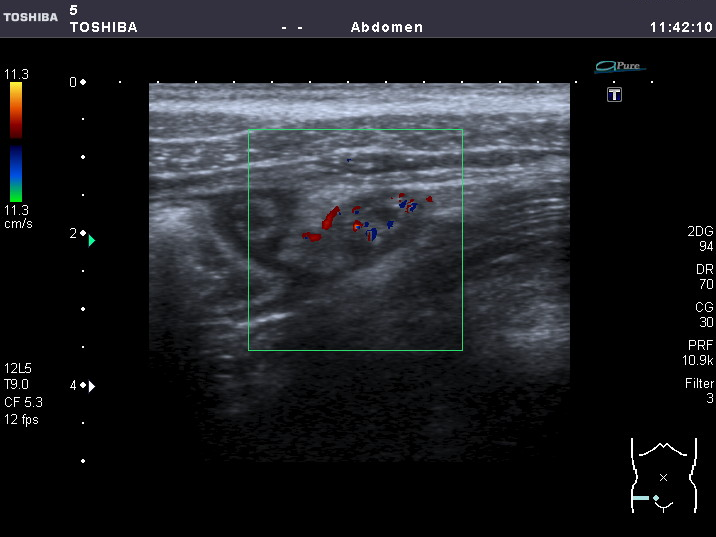 TOSHIBA
5
TOSHIBA - - Abdomen 11:42:10
Pure
T
11.3
11.3
cm/s
0
2
4
12L5
T9.0
CF 5.3
12 fps
2DG
94
DR
70
CG
30
PRF
10.9k
Filter
3